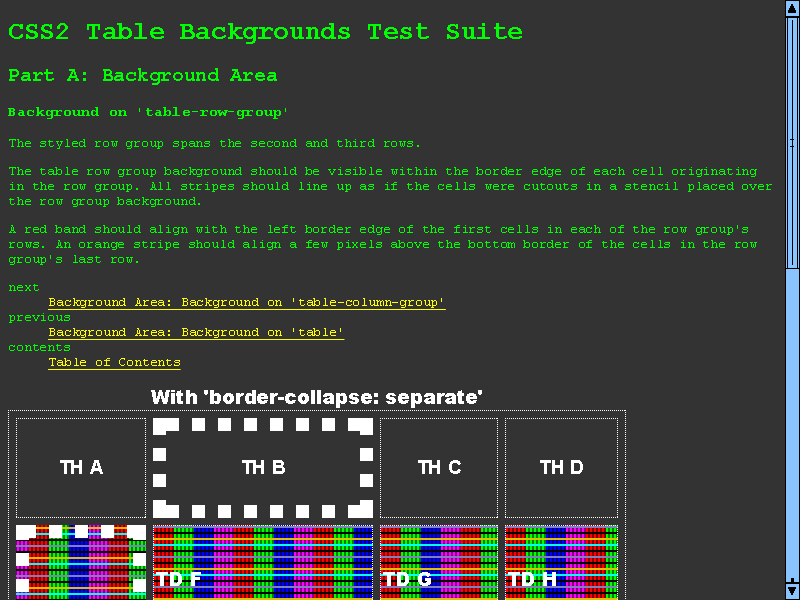 CSS2 Table Backgrounds Test Suite
Part A: Background Area
Background on 'table-row-group'
The styled row group spans the second and third rows.
The table row group background should be visible within the border edge of each cell originating
in the row group. All stripes should line up as if the cells were cutouts in a stencil placed over
the row group background.
A red band should align with the left border edge of the first cells in each of the row group's
rows. An orange stripe should align a few pixels above the bottom border of the cells in the row
group's last row.
next
Background Area: Background on 'table-column-group'
previous
Background Area: Background on 'table'
contents
Table of Contents
With 'border-collapse: separate'
TH A TH B TH C TH D
TD F TD G TD H